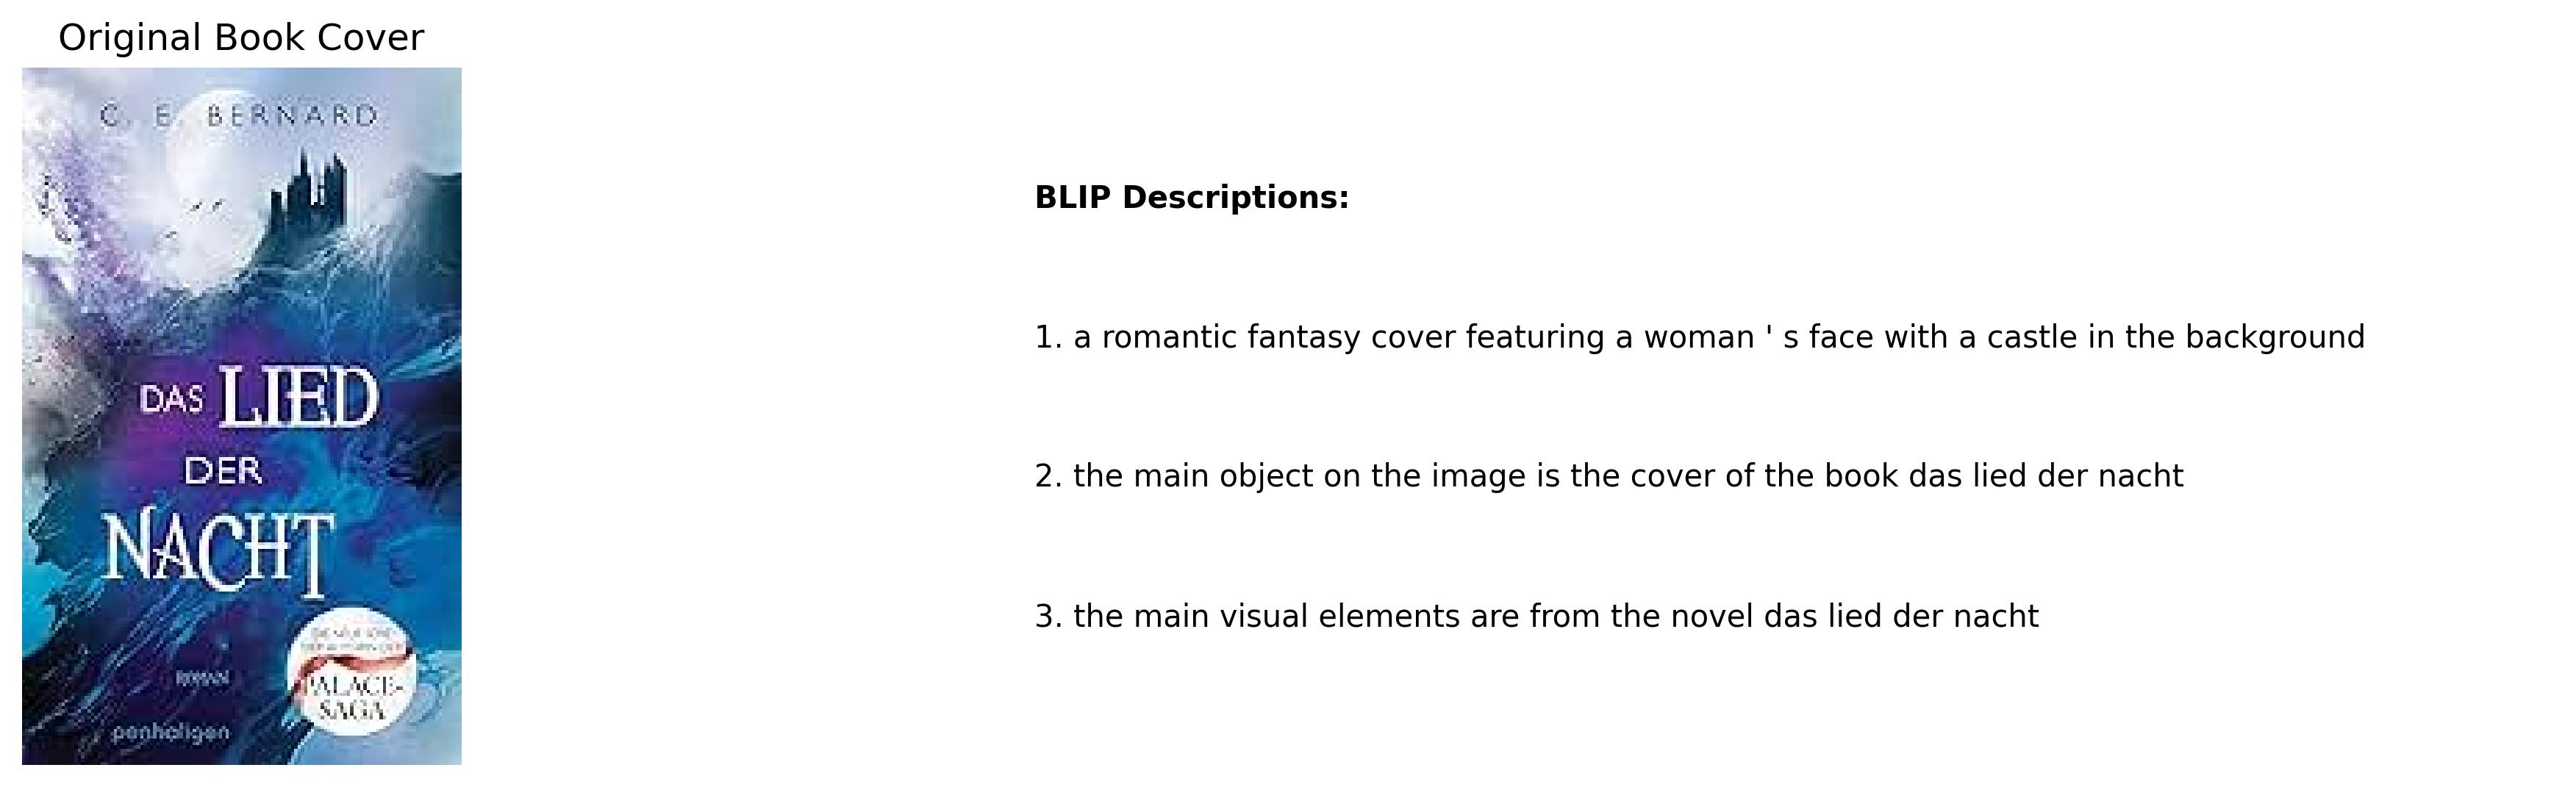 Original Book Cover
C. E. BERNARD
DAS LIED
DER
NACHT
roman
PALACE-
SAGA
penhaligon
BLIP Descriptions:
1. a romantic fantasy cover featuring a woman ' s face with a castle in the background
2. the main object on the image is the cover of the book das lied der nacht
3. the main visual elements are from the novel das lied der nacht